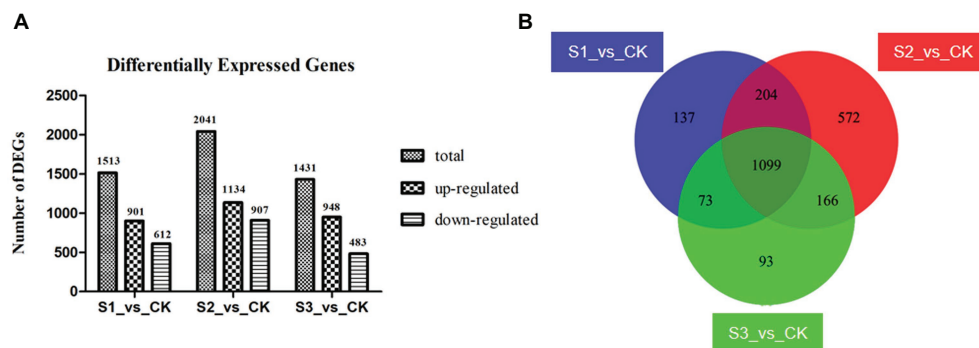 A
Differentially Expressed Genes
Number of DEGs
2500
2000
1500
1000
500
0
1513
901
612
2041
1134
907
1431
948
483
S1_vs_CK
S2_vs_CK
S3_vs_CK
total
up-regulated
down-regulated
B
S1_vs_CK
S2_vs_CK
204
137
572
1099
73
166
93
S3_vs_CK